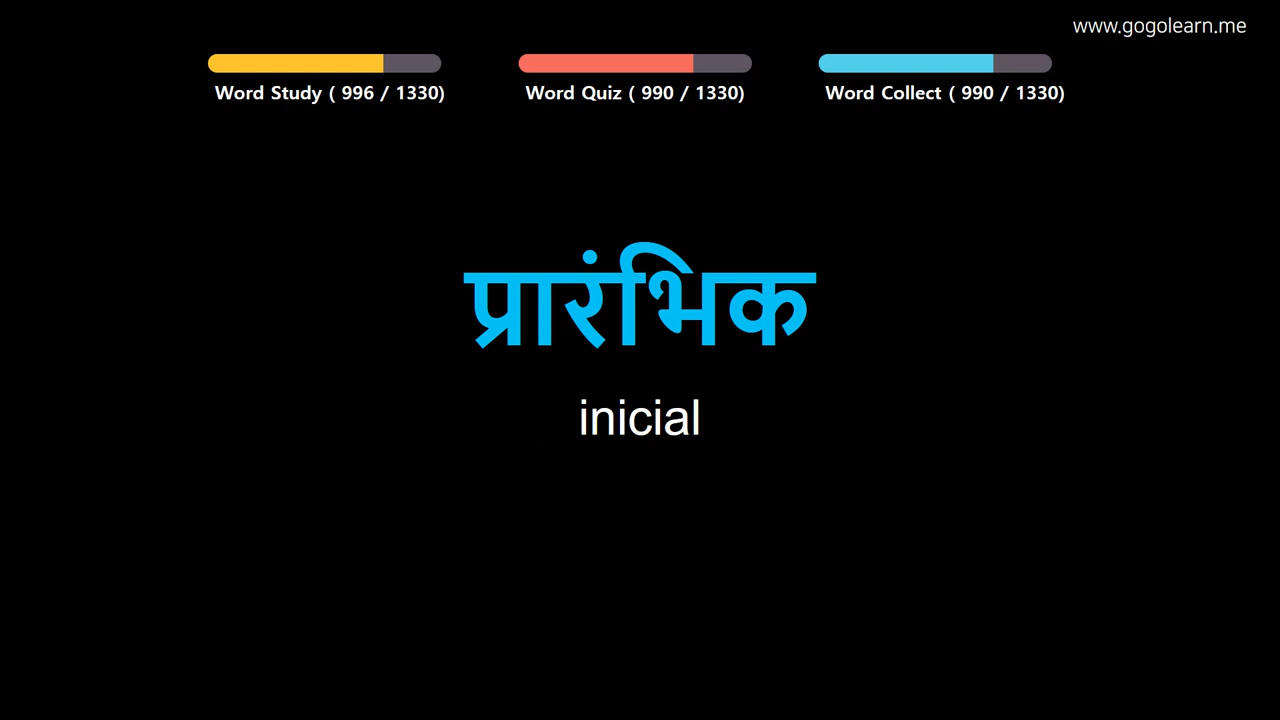 www.gogolearn.me
Word Study ( 996 / 1330)
Word Quiz ( 990 / 1330)
Word Collect ( 990 / 1330)
प्रारंभिक
inicial